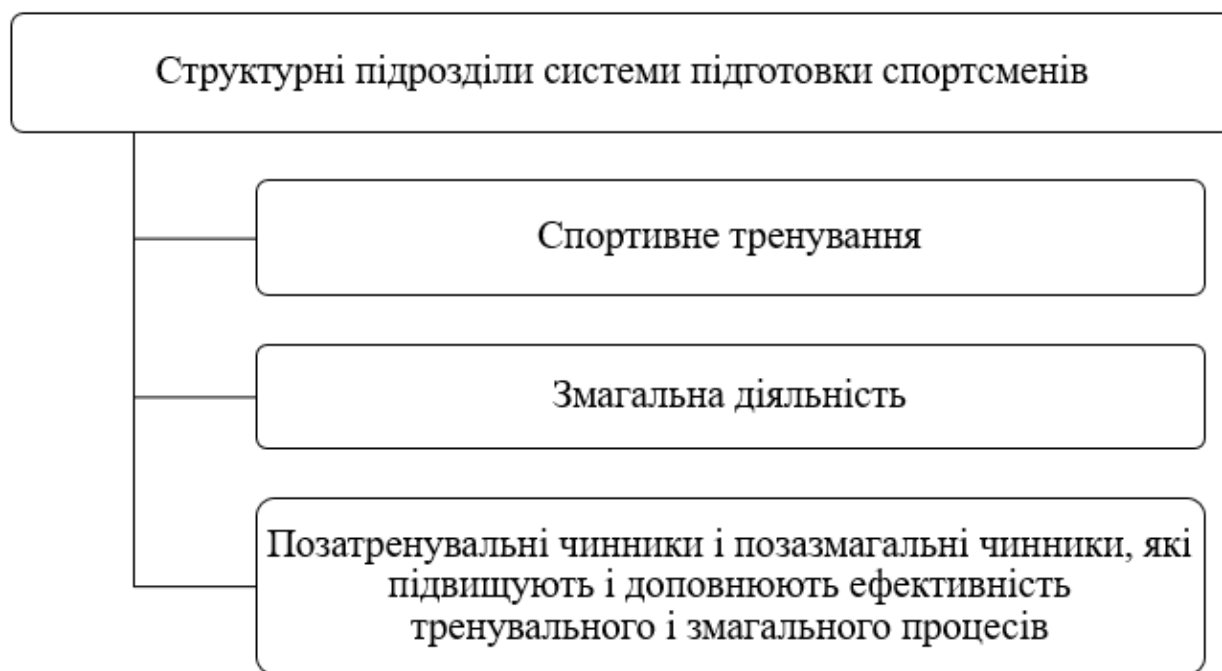 Структурні підрозділи системи підготовки спортсменів
Спортивне тренування
Змагальна діяльність
Позатренувальні чинники і позазмагальні чинники, які
підвищують і доповнюють ефективність
тренувального і змагального процесів